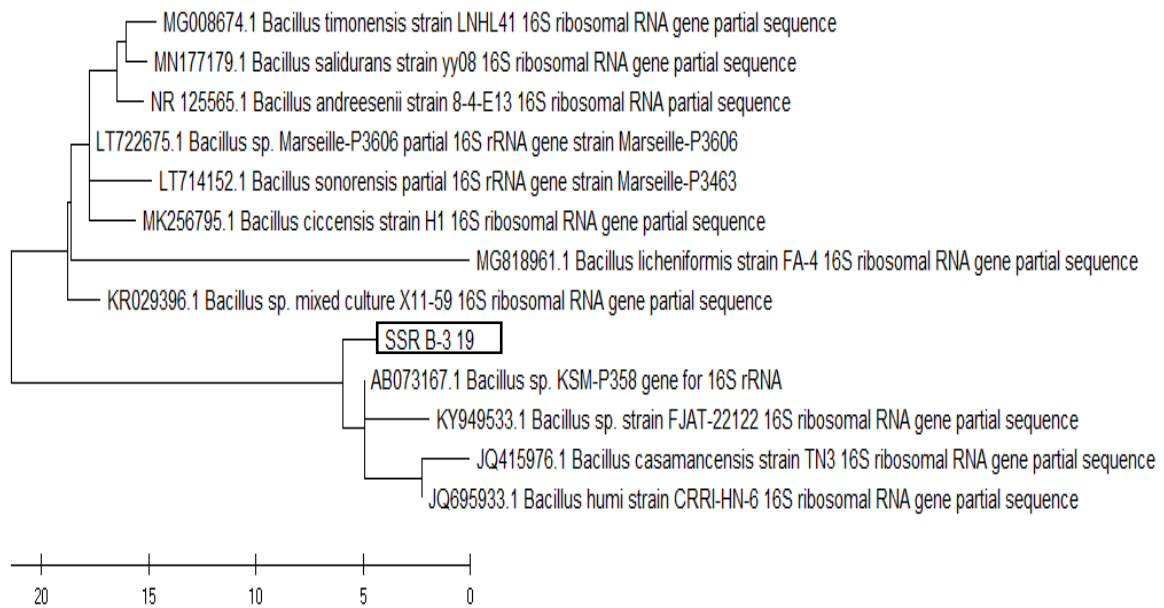 MG008674.1 Bacillus timonensis strain LNHL41 16S ribosomal RNA gene partial sequence
MN177179.1 Bacillus salidurans strain yy08 16S ribosomal RNA gene partial sequence
NR 125565.1 Bacillus andreesenii strain 8-4-E13 16S ribosomal RNA partial sequence
LT722675.1 Bacillus sp. Marseille-P3606 partial 16S rRNA gene strain Marseille-P3606
LT714152.1 Bacillus sonorensis partial 16S rRNA gene strain Marseille-P3463
MK256795.1 Bacillus ciccensis strain H1 16S ribosomal RNA gene partial sequence
MG818961.1 Bacillus licheniformis strain FA-4 16S ribosomal RNA gene partial sequence
KR029396.1 Bacillus sp. mixed culture X11-59 16S ribosomal RNA gene partial sequence
SSR B-3 19
AB073167.1 Bacillus sp. KSM-P358 gene for 16S rRNA
KY949533.1 Bacillus sp. strain FJAT-22122 16S ribosomal RNA gene partial sequence
JQ415976.1 Bacillus casamancensis strain TN3 16S ribosomal RNA gene partial sequence
JQ695933.1 Bacillus humi strain CRRI-HN-6 16S ribosomal RNA gene partial sequence
20 15 10 5 0